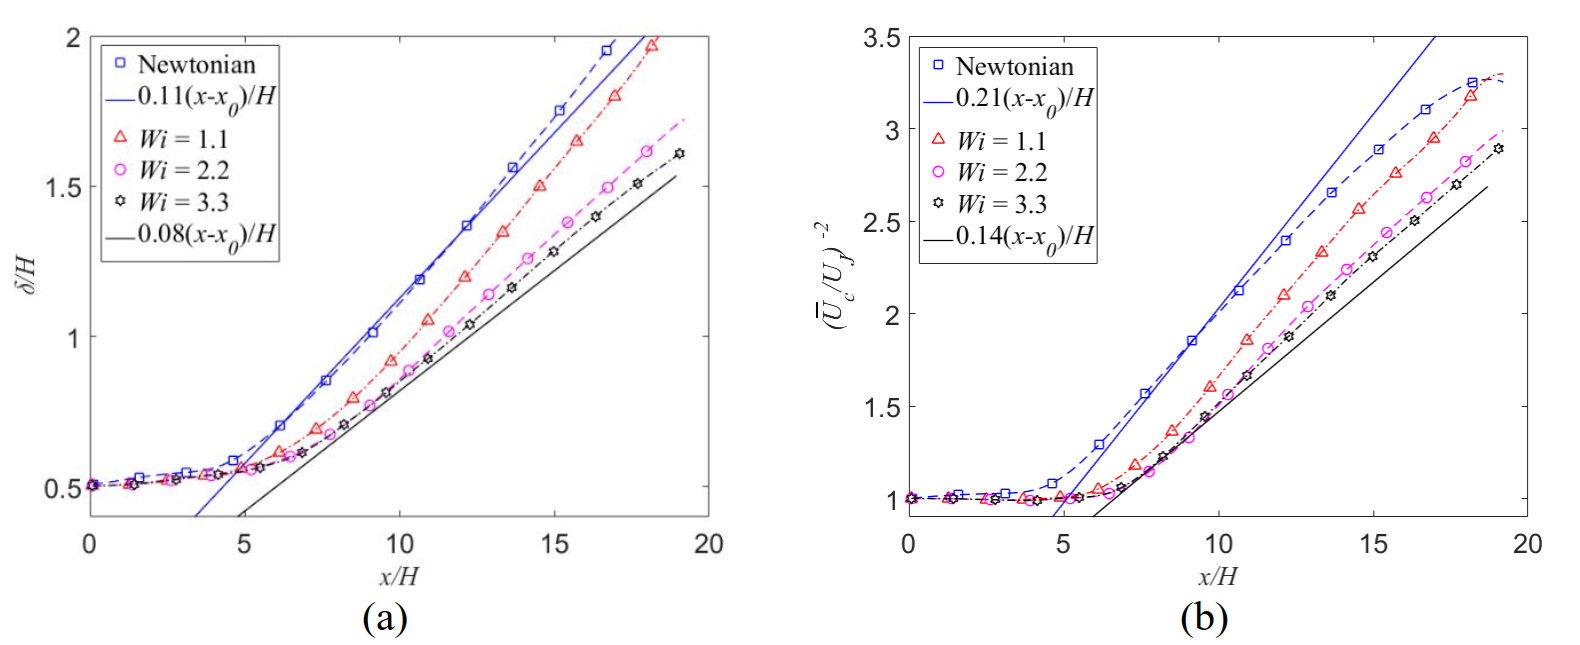 2
1.5
1
0.5
0
5
10
15
20
δ/H
x/H
Newtonian
0.11(x-x0)/H
Wi = 1.1
Wi = 2.2
Wi = 3.3
0.08(x-x0)/H
(a)
3.5
3
2.5
2
1.5
1
0
5
10
15
20
(U̅c/UJ)-2
x/H
Newtonian
0.21(x-x0)/H
Wi = 1.1
Wi = 2.2
Wi = 3.3
0.14(x-x0)/H
(b)